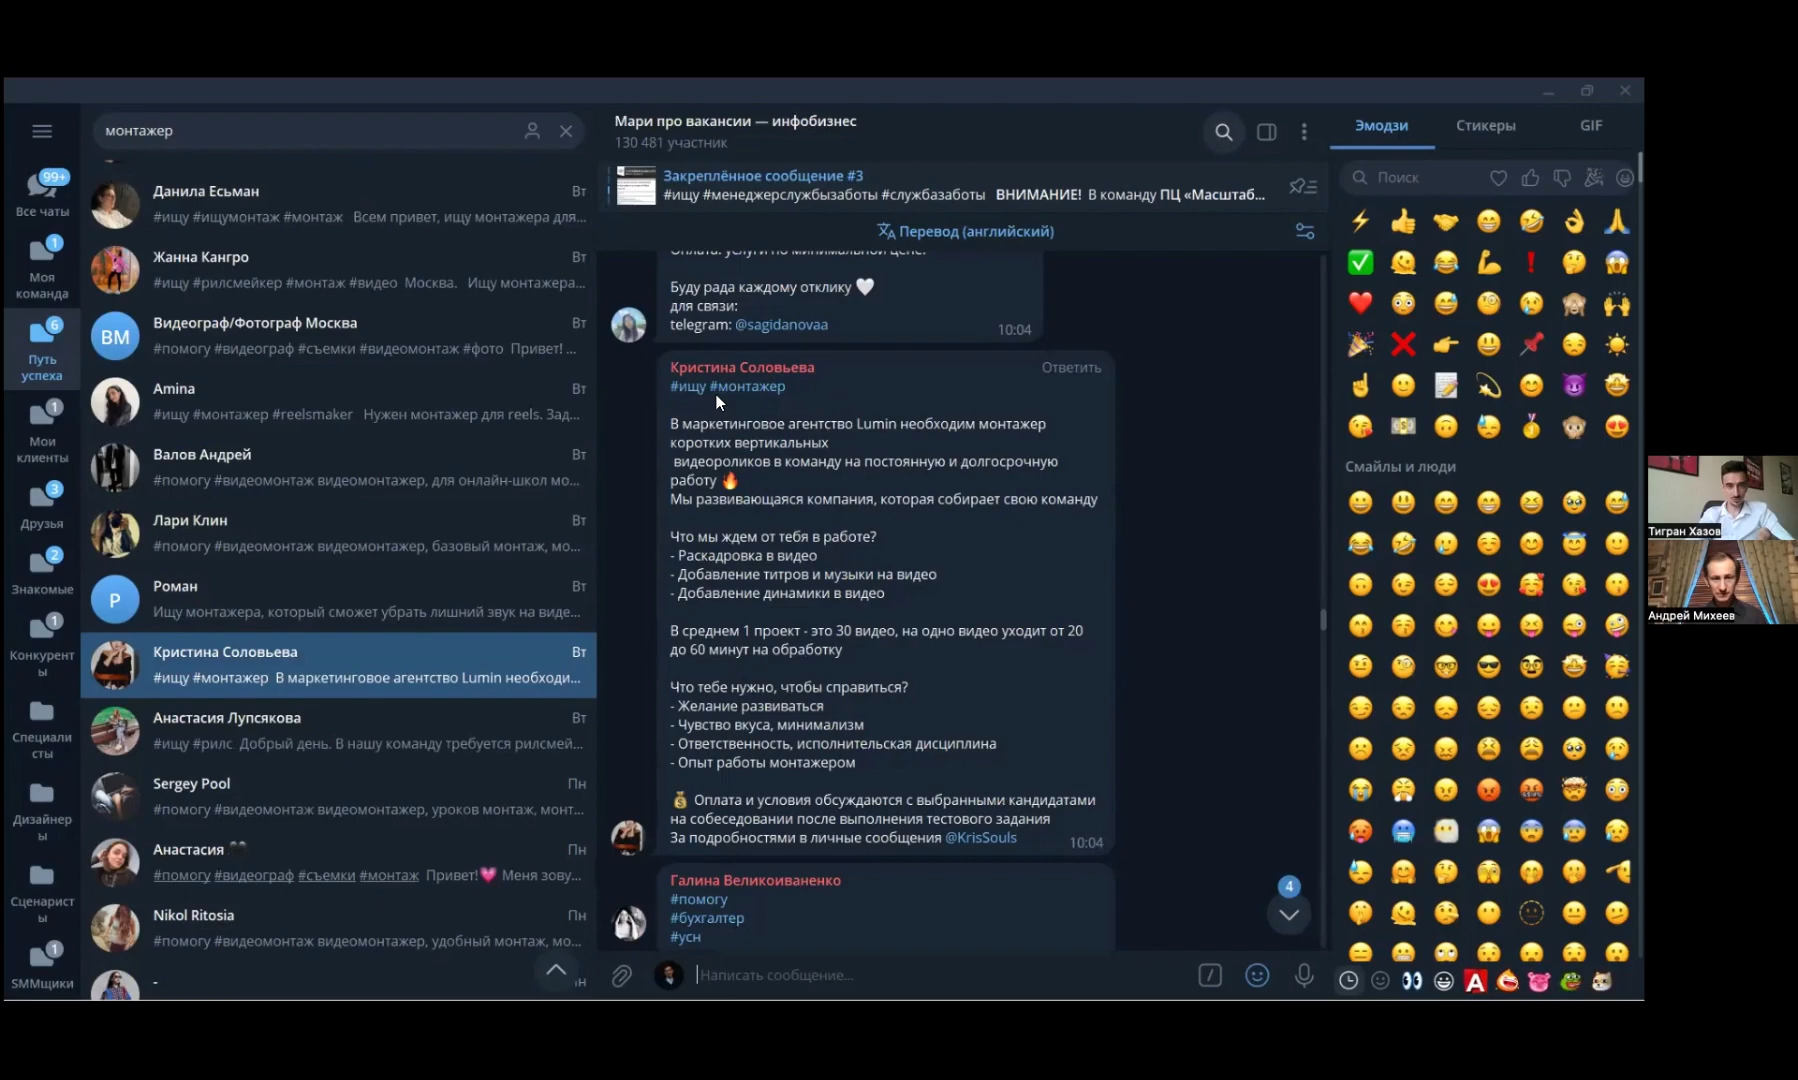 монтажер
99+
Все чаты
1
Моя
команда
6
Путь
успеха
1
Мои
клиенты
3
Друзья
2
Знакомые
1
Конкурент
ы
Специали
сты
Дизайнер
ы
Сценарист
ы
1
SMMщики
Данила Есьман Вт
#ищу #ищумонтаж #монтаж Всем привет, ищу монтажера для...
Жанна Кангро Вт
#ищу #рилсмейкер #монтаж #видео Москва. Ищу монтажера...
ВМ
Видеограф/Фотограф Москва Вт
#помогу #видеограф #съемки #видеомонтаж #фото Привет! ...
Amina Вт
#ищу #монтажер #reelsmaker Нужен монтажер для reels. Зад...
Валов Андрей Вт
#помогу #видеомонтаж видеомонтажер, для онлайн-школ мо...
Лари Клин Вт
#помогу #видеомонтаж видеомонтажер, базовый монтаж, мо...
Р
Роман Вт
Ищу монтажера, который сможет убрать лишний звук на виде...
Кристина Соловьева Вт
#ищу #монтажер В маркетинговое агентство Lumin необходи...
Анастасия Лупсякова Вт
#ищу #рилс Добрый день. В нашу команду требуется рилсмей...
Sergey Pool Пн
#помогу #видеомонтаж видеомонтажер, уроков монтаж, монт...
Анастасия 🖤 Пн
#помогу #видеограф #съемки #монтаж Привет!💗 Меня зову...
Nikol Ritosia Пн
#помогу #видеомонтаж видеомонтажер, удобный монтаж, мо...
-
Мари про вакансии — инфобизнес
130 481 участник
Закреплённое сообщение #3
#ищу #менеджерслужбызаботы #службазаботы ВНИМАНИЕ! В команду ПЦ «Масштаб...
Перевод (английский)
Оплата: услуги по минимальной цене.
Буду рада каждому отклику 🤍
для связи:
telegram: @sagidanovaa
10:04
Кристина Соловьева Ответить
#ищу #монтажер
В маркетинговое агентство Lumin необходим монтажер
коротких вертикальных
видеороликов в команду на постоянную и долгосрочную
работу 🔥
Мы развивающаяся компания, которая собирает свою команду
Что мы ждем от тебя в работе?
- Раскадровка в видео
- Добавление титров и музыки на видео
- Добавление динамики в видео
В среднем 1 проект - это 30 видео, на одно видео уходит от 20
до 60 минут на обработку
Что тебе нужно, чтобы справиться?
- Желание развиваться
- Чувство вкуса, минимализм
- Ответственность, исполнительская дисциплина
- Опыт работы монтажером
💰 Оплата и условия обсуждаются с выбранными кандидатами
на собеседовании после выполнения тестового задания
За подробностями в личные сообщения @KrisSouls
10:04
Галина Великоиваненко
#помогу
#бухгалтер
#усн
4
Написать сообщение...
Эмодзи Стикеры GIF
Поиск
Смайлы и люди
Тигран Хазов
Андрей Михеев